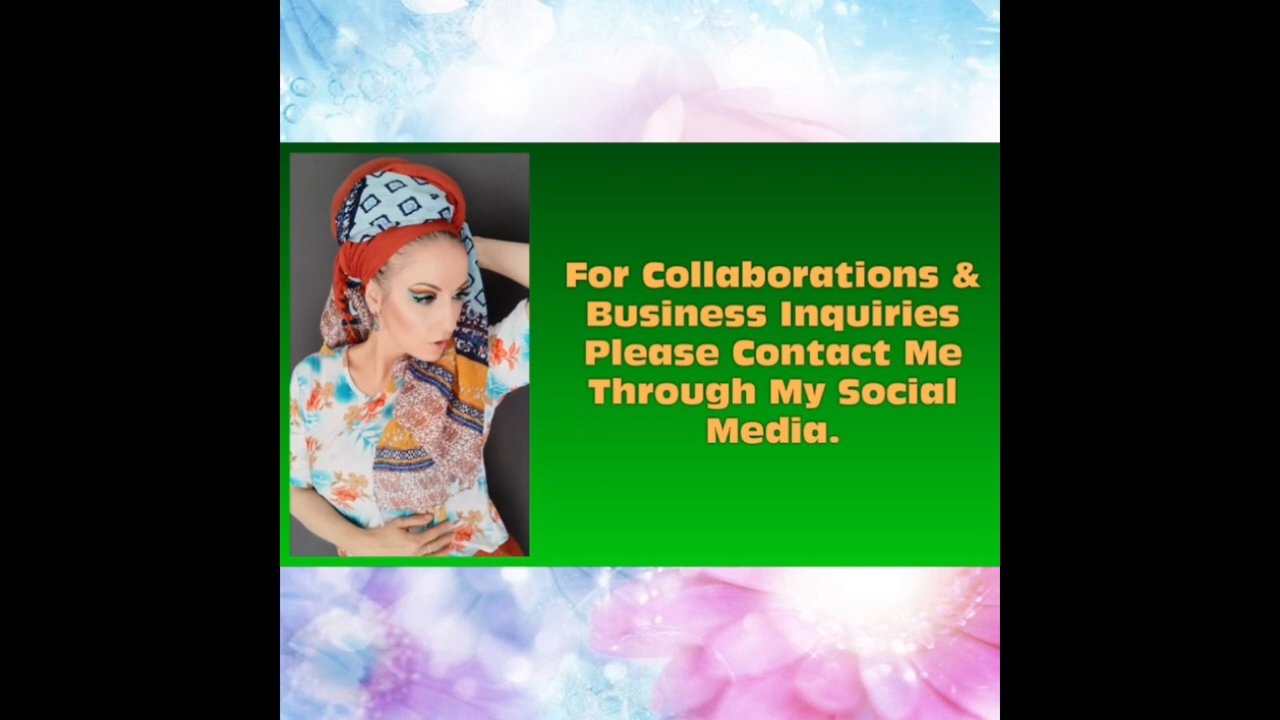 For Collaborations &
Business Inquiries
Please Contact Me
Through My Social
Media.